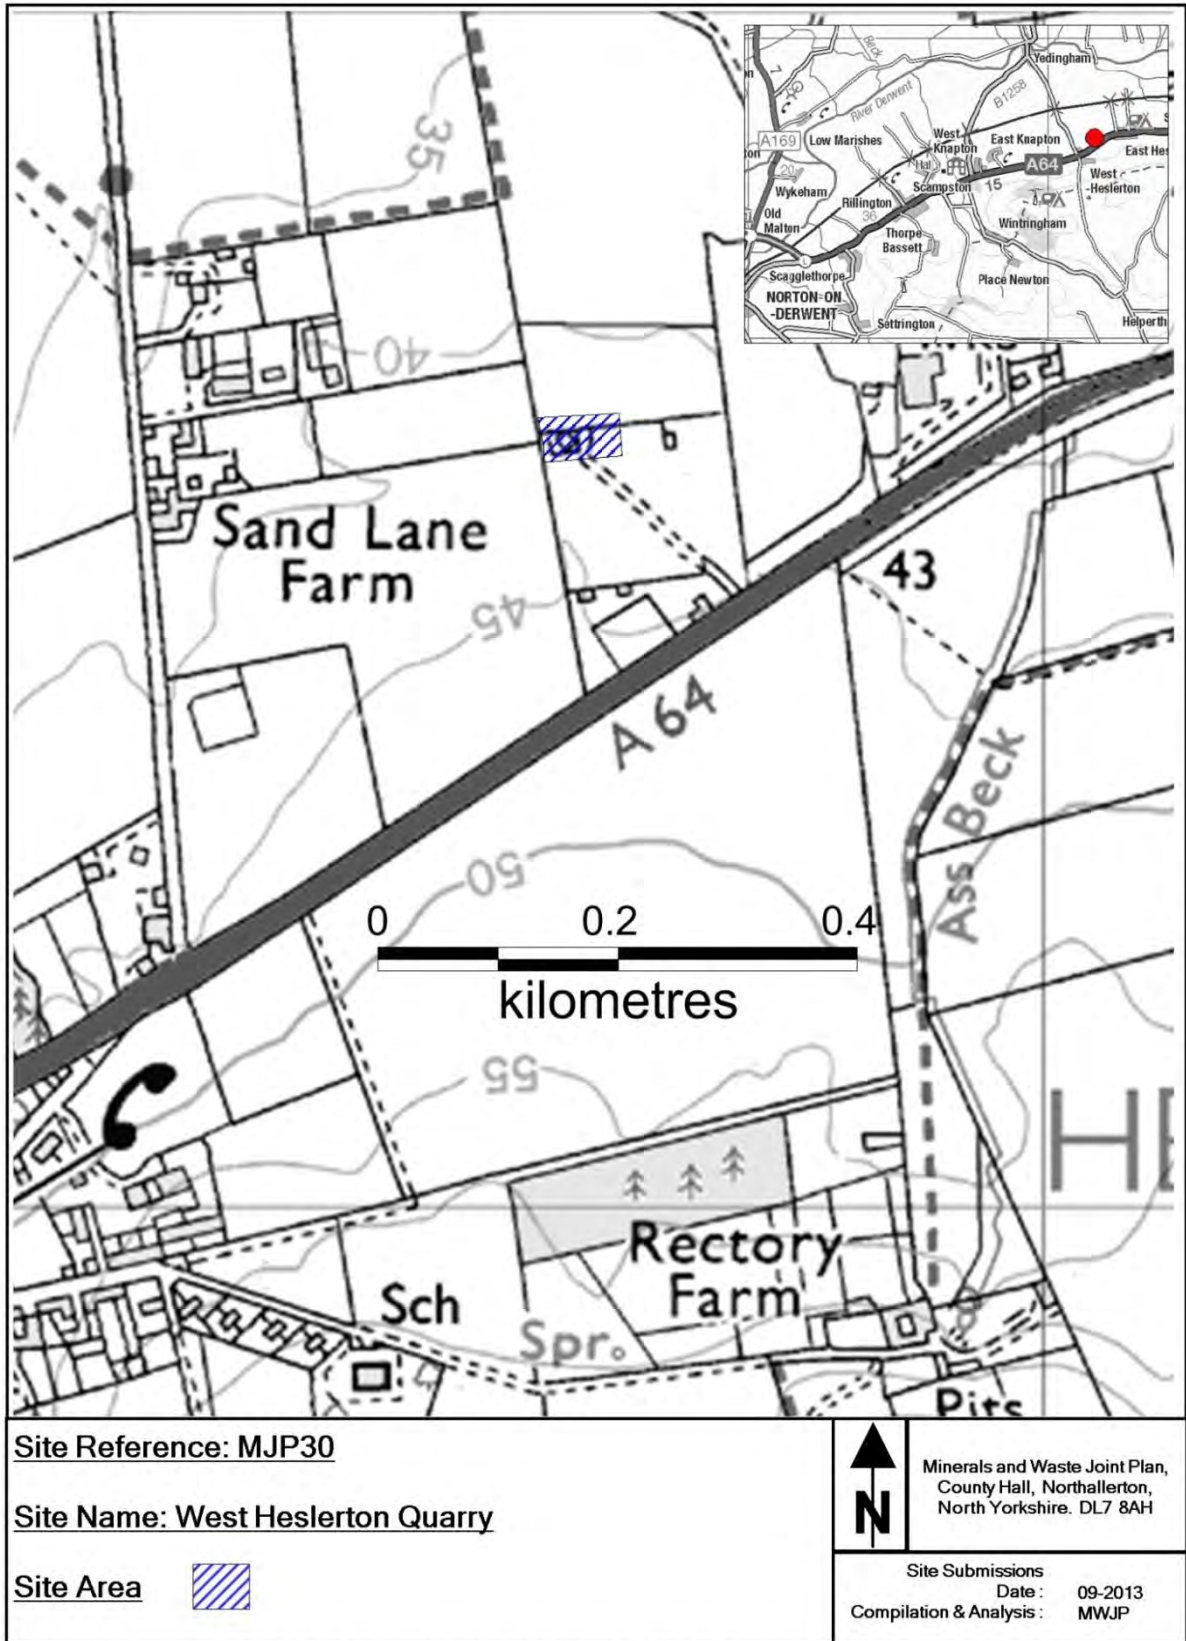 35
40
Sand Lane
Farm
45
43
A 64
Ass Beck
50
0 0.2 0.4
kilometres
55
Rectory
Farm
Sch
Spr.
Pits
Yedingham
Beck
B1258
River Derwent
A169
Low Marishes
West
Knapton
East Knapton
Hall
A64
East Hes
20
Wykeham
Scampston
15
West
-Heslerton
Rillington
36
Old
Malton
Wintringham
Thorpe
Bassett
Scagglethorpe
Place Newton
NORTON-ON
-DERWENT
Settrington
Helperth
Site Reference: MJP30
Site Name: West Heslerton Quarry
Site Area
N
Minerals and Waste Joint Plan,
County Hall, Northallerton,
North Yorkshire. DL7 8AH
Site Submissions
Date : 09-2013
Compilation & Analysis : MWJP